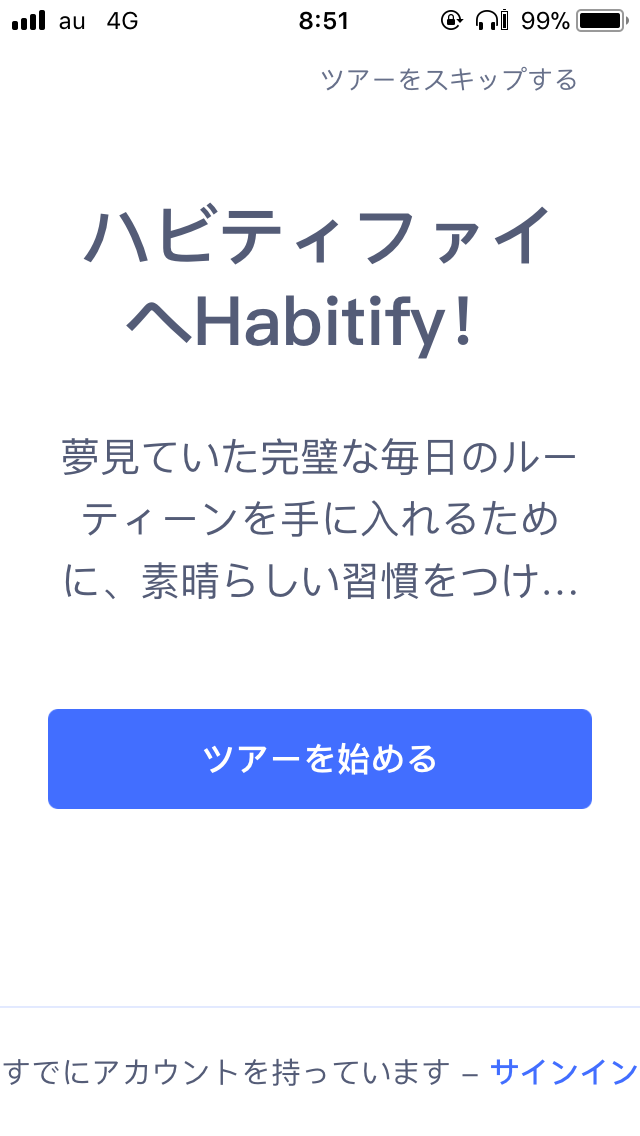 au 4G 8:51 99%
ツアーをスキップする
ハビティファイ
へHabitify!
夢見ていた完璧な毎日のルー
ティーンを手に入れるため
に、素晴らしい習慣をつけ...
ツアーを始める
すでにアカウントを持っています – サインイン